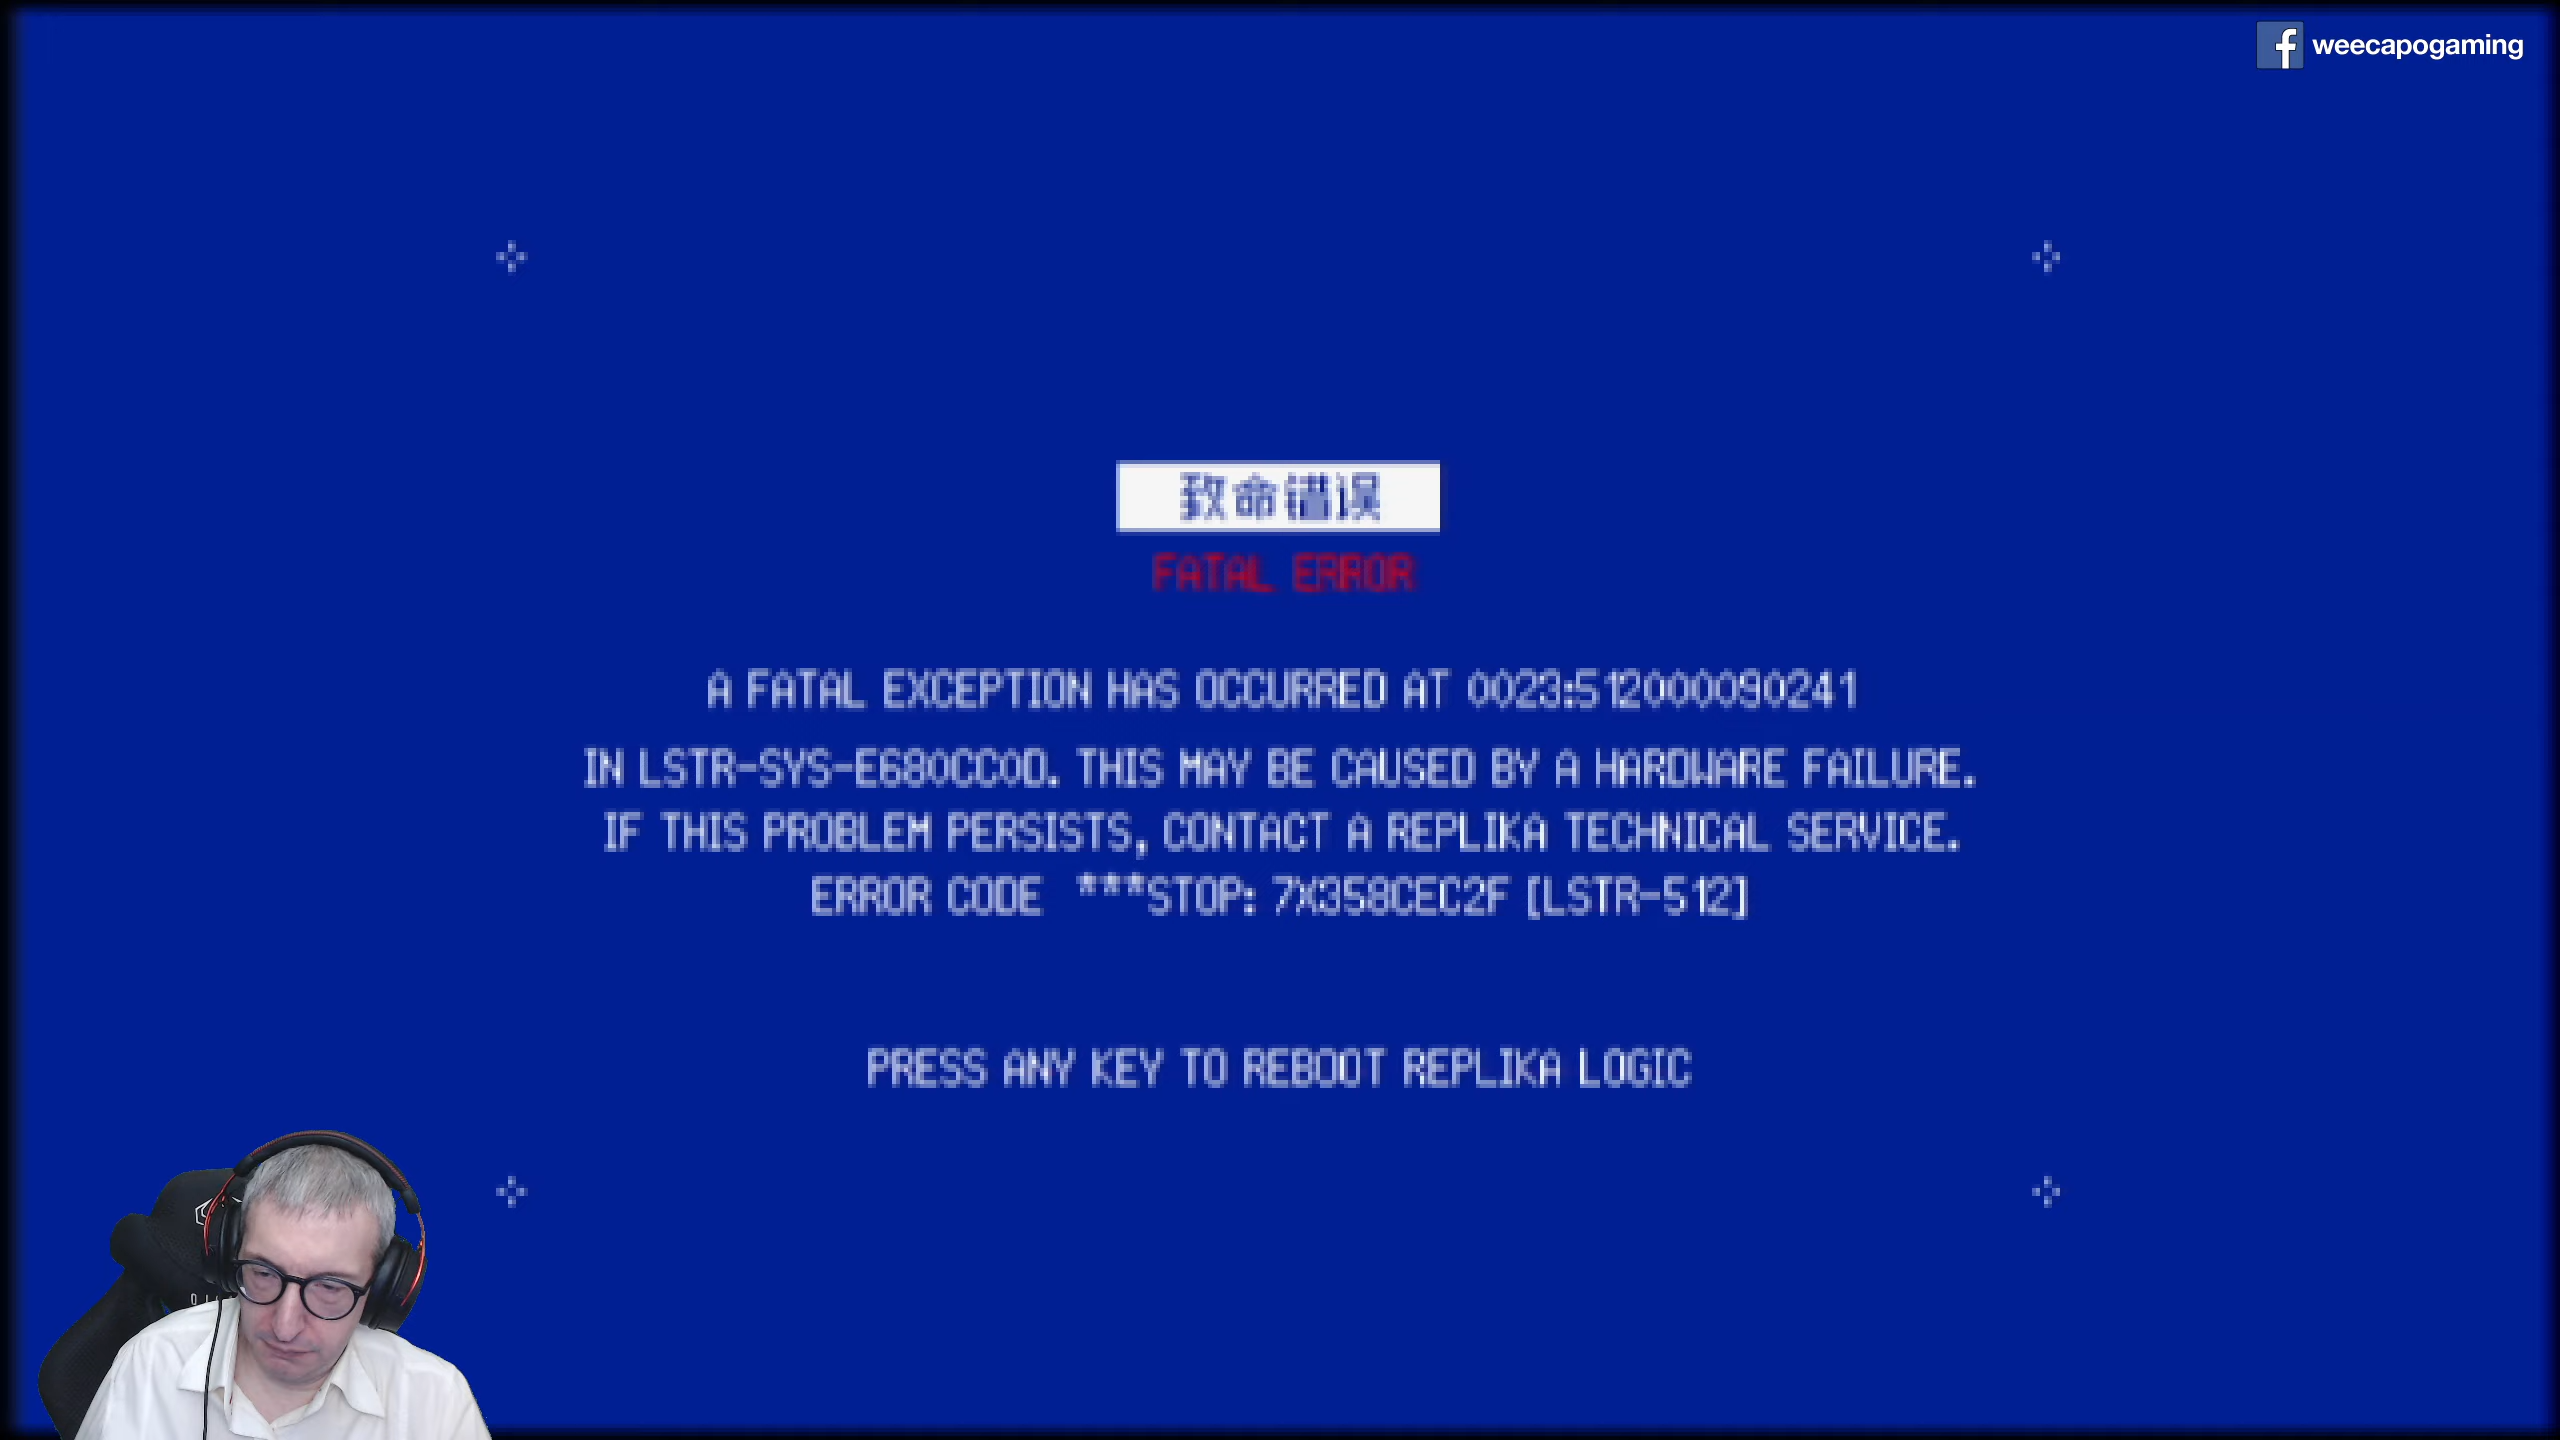 weecapogaming
致命错误
FATAL ERROR
A FATAL EXCEPTION HAS OCCURRED AT 0023:512000090241
IN LSTR-SYS-E680CC0D. THIS MAY BE CAUSED BY A HARDWARE FAILURE.
IF THIS PROBLEM PERSISTS, CONTACT A REPLIKA TECHNICAL SERVICE.
ERROR CODE ***STOP: 7X358CEC2F [LSTR-512]
PRESS ANY KEY TO REBOOT REPLIKA LOGIC